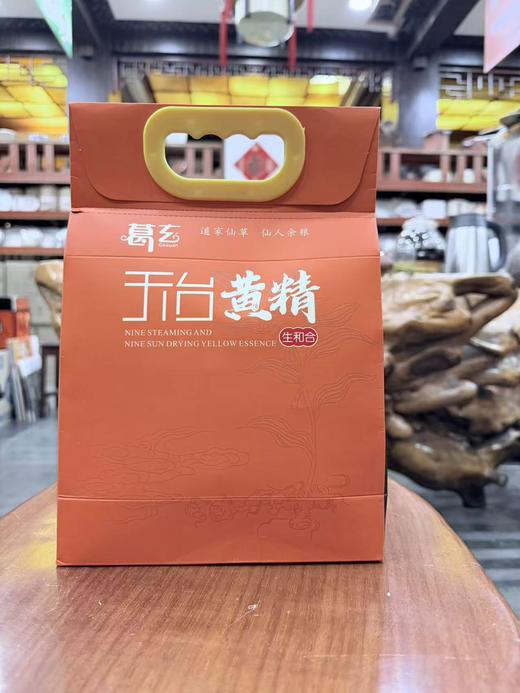 葛玄 道家仙草 仙人余粮
GEXUAN
天台黄精
NINE STEAMING AND
NINE SUN DRYING YELLOW ESSENCE 生和合